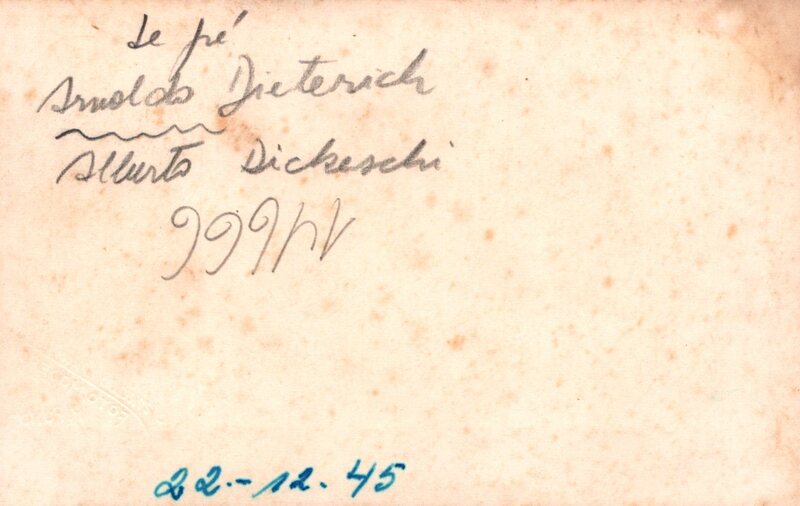 de pé
Arnoldo Dieterich
Alberto Dickeschi
22.-12.45